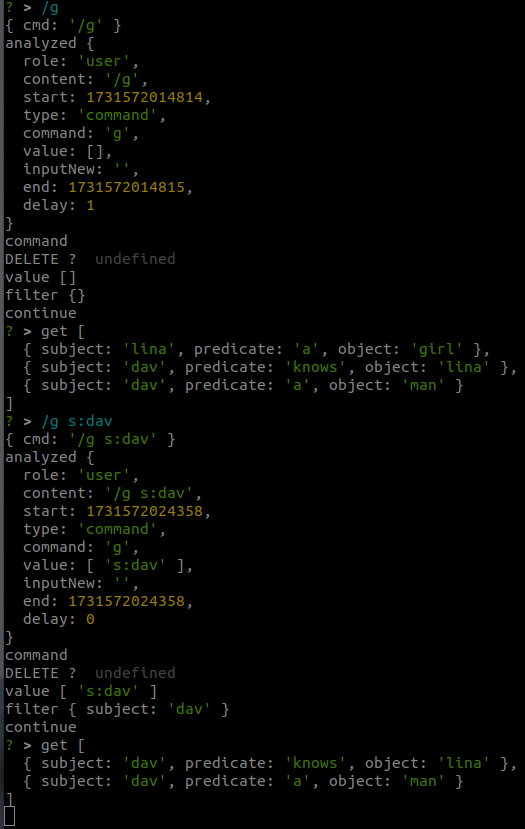 ? > /g
{ cmd: '/g' }
analyzed {
  role: 'user',
  content: '/g',
  start: 1731572014814,
  type: 'command',
  command: 'g',
  value: [],
  inputNew: '',
  end: 1731572014815,
  delay: 1
}
command
DELETE ?  undefined
value []
filter {}
continue
? > get [
  { subject: 'lina', predicate: 'a', object: 'girl' },
  { subject: 'dav', predicate: 'knows', object: 'lina' },
  { subject: 'dav', predicate: 'a', object: 'man' }
]
? > /g s:dav
{ cmd: '/g s:dav' }
analyzed {
  role: 'user',
  content: '/g s:dav',
  start: 1731572024358,
  type: 'command',
  command: 'g',
  value: [ 's:dav' ],
  inputNew: '',
  end: 1731572024358,
  delay: 0
}
command
DELETE ?  undefined
value [ 's:dav' ]
filter { subject: 'dav' }
continue
? > get [
  { subject: 'dav', predicate: 'knows', object: 'lina' },
  { subject: 'dav', predicate: 'a', object: 'man' }
]